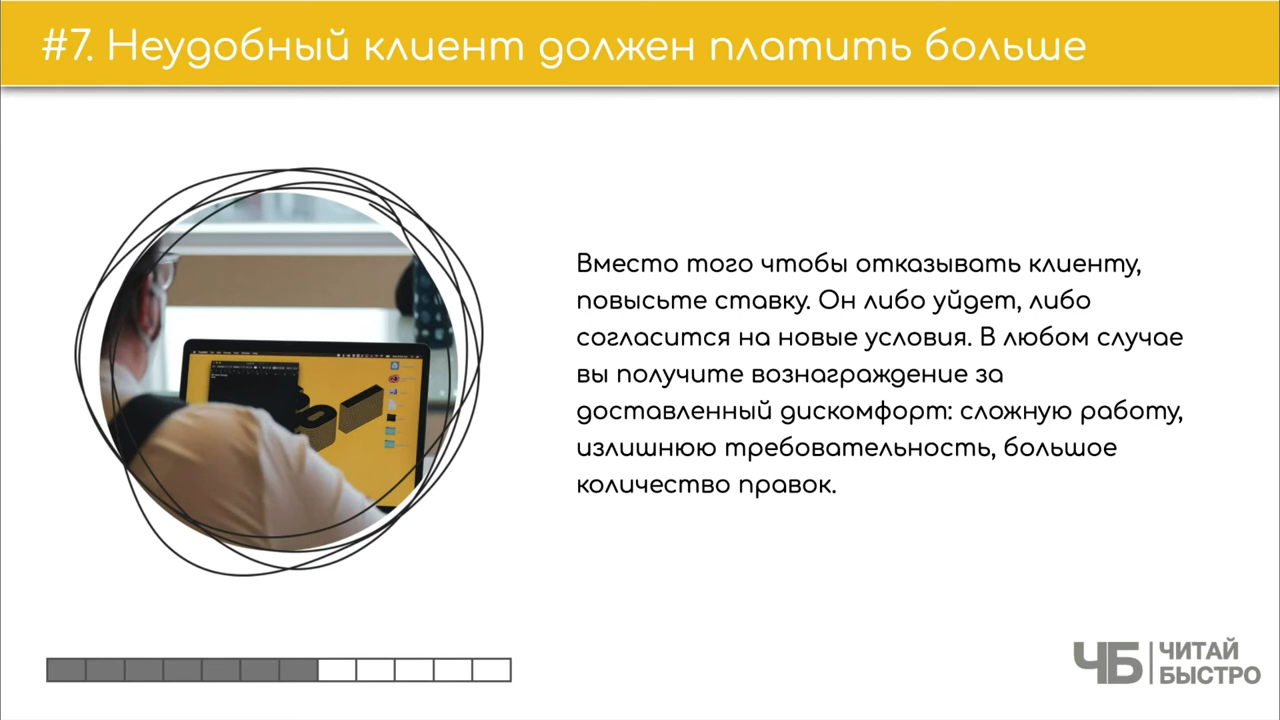 #7. Неудобный клиент должен платить больше
Вместо того чтобы отказывать клиенту,
повысьте ставку. Он либо уйдет, либо
согласится на новые условия. В любом случае
вы получите вознаграждение за
доставленный дискомфорт: сложную работу,
излишнюю требовательность, большое
количество правок.
ЧБ
ЧИТАЙ
БЫСТРО